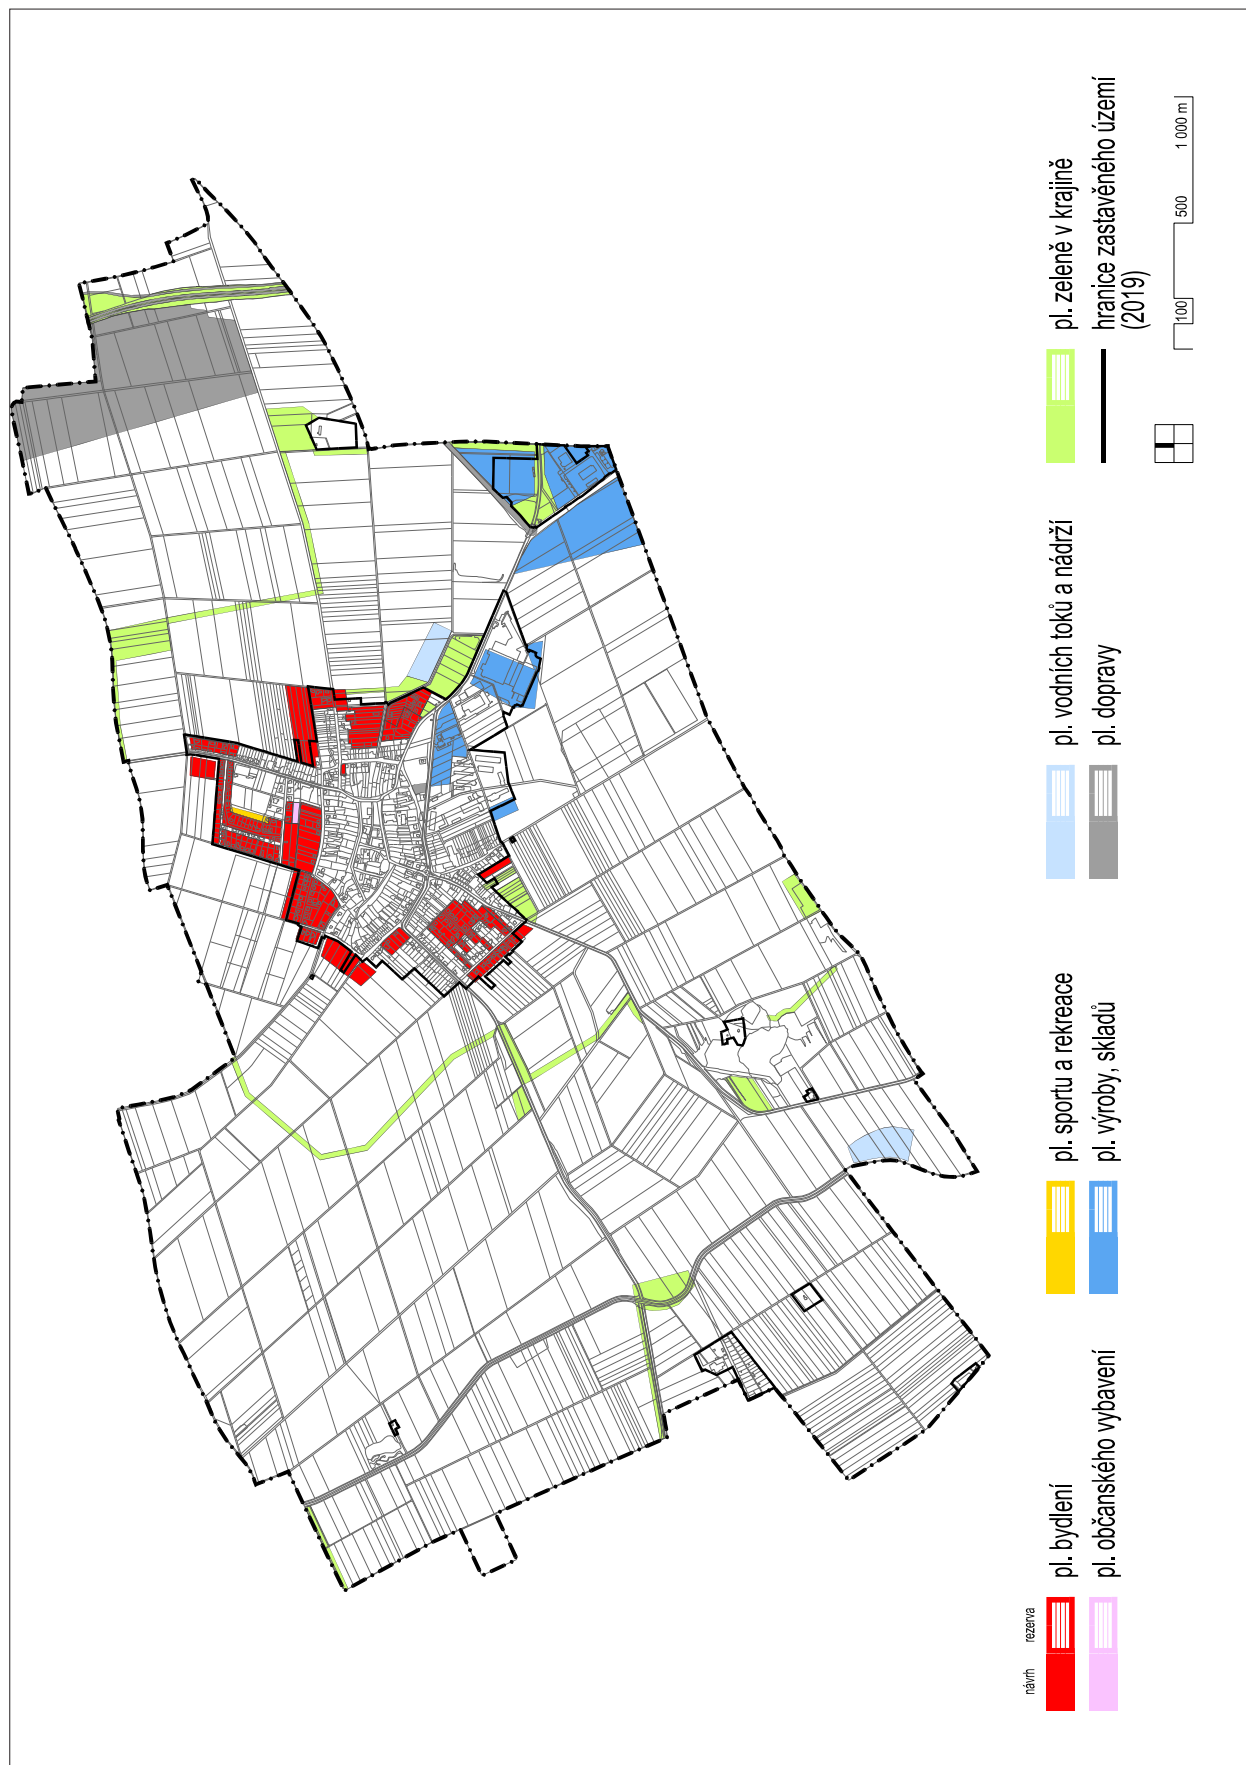 návrh rezerva
pl. bydlení
pl. občanského vybavení
pl. sportu a rekreace
pl. výroby, skladů
pl. vodních toků a nádrží
pl. dopravy
pl. zeleně v krajině
hranice zastavěného území
(2019)
100 500 1 000 m